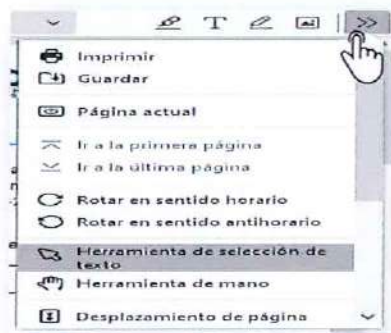 Imprimir
Guardar
Página actual
Ir a la primera página
Ir a la última página
Rotar en sentido horario
Rotar en sentido antihorario
Herramienta de selección de
texto
Herramienta de mano
Desplazamiento de página